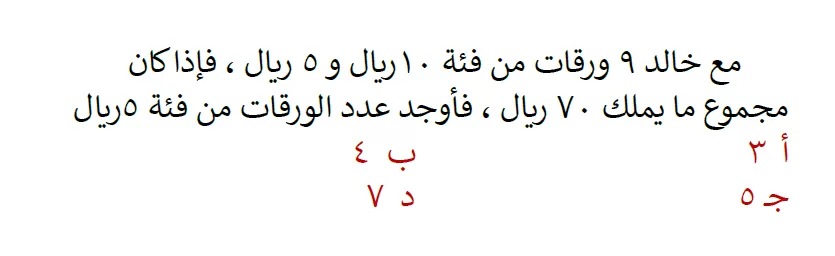 مع خالد ٩ ورقات من فئة ١٠ريال و ٥ ريال ، فإذا كان
مجموع ما يملك ٧٠ ريال ، فأوجد عدد الورقات من فئة ٥ريال
أ ٣ ب ٤
جـ ٥ د ٧